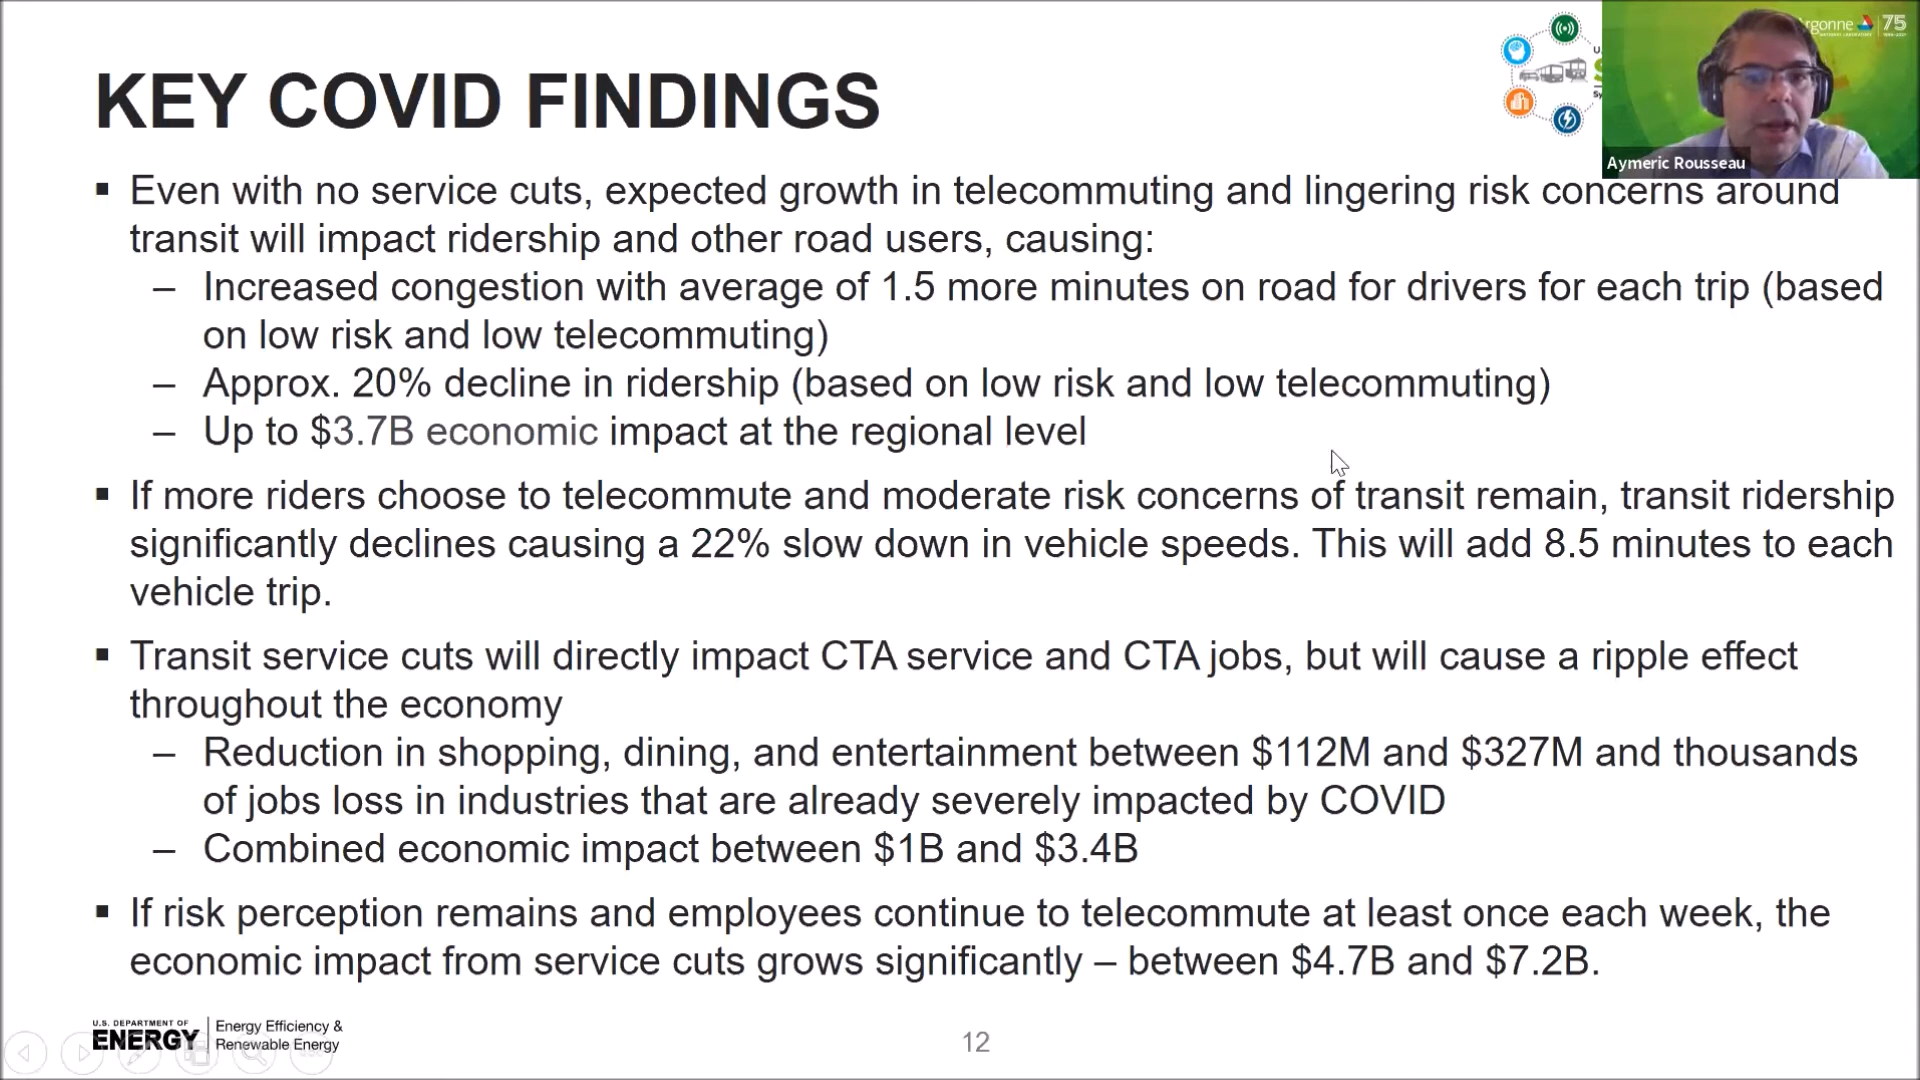 KEY COVID FINDINGS
▪ Even with no service cuts, expected growth in telecommuting and lingering risk concerns around
transit will impact ridership and other road users, causing:
– Increased congestion with average of 1.5 more minutes on road for drivers for each trip (based
on low risk and low telecommuting)
– Approx. 20% decline in ridership (based on low risk and low telecommuting)
– Up to $3.7B economic impact at the regional level
▪ If more riders choose to telecommute and moderate risk concerns of transit remain, transit ridership
significantly declines causing a 22% slow down in vehicle speeds. This will add 8.5 minutes to each
vehicle trip.
▪ Transit service cuts will directly impact CTA service and CTA jobs, but will cause a ripple effect
throughout the economy
– Reduction in shopping, dining, and entertainment between $112M and $327M and thousands
of jobs loss in industries that are already severely impacted by COVID
– Combined economic impact between $1B and $3.4B
▪ If risk perception remains and employees continue to telecommute at least once each week, the
economic impact from service cuts grows significantly – between $4.7B and $7.2B.
U.S. DEPARTMENT OF
ENERGY
Energy Efficiency &
Renewable Energy
12
rgonne
75
Aymeric Rousseau